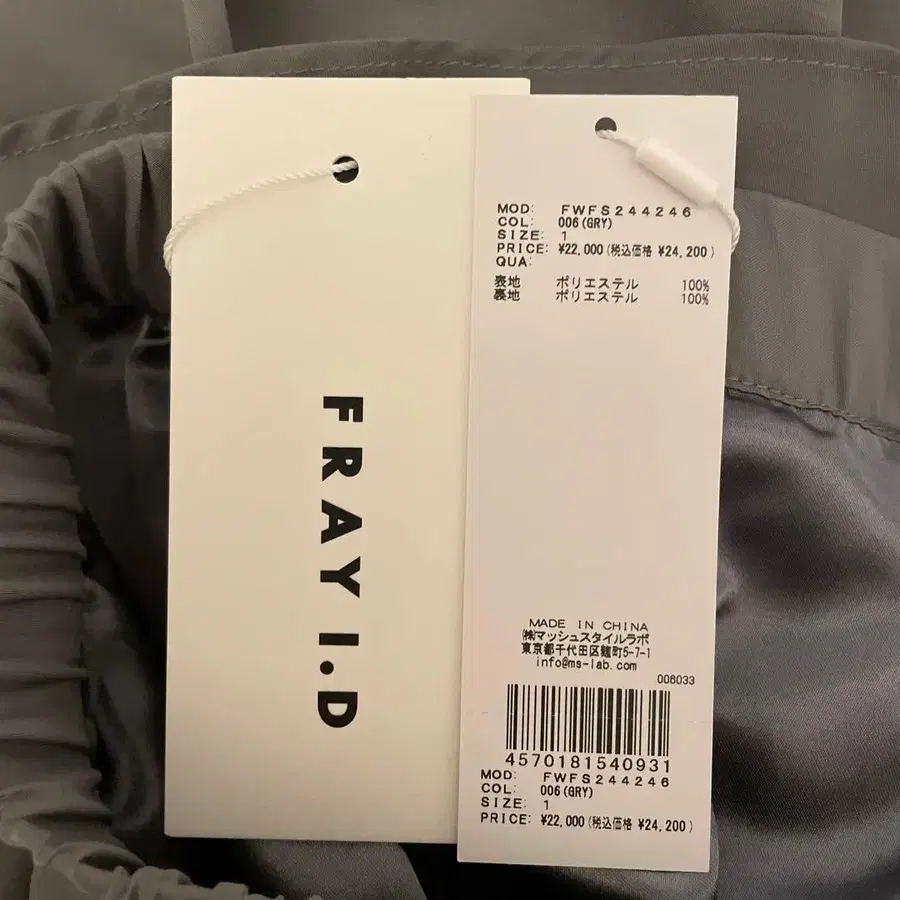 FRAY I.D
MOD: FWFS244246
COL: 006(GRY)
SIZE: 1
PRICE: ¥22,000(税込価格 ¥24,200)
QUA:
表地 ポリエステル 100%
裏地 ポリエステル 100%
MADE IN CHINA
㈱マッシュスタイルラボ
東京都千代田区麹町5-7-1
info@ms-lab.com
006033
4570181540931
MOD: FWFS244246
COL: 006(GRY)
SIZE: 1
PRICE: ¥22,000(税込価格 ¥24,200)